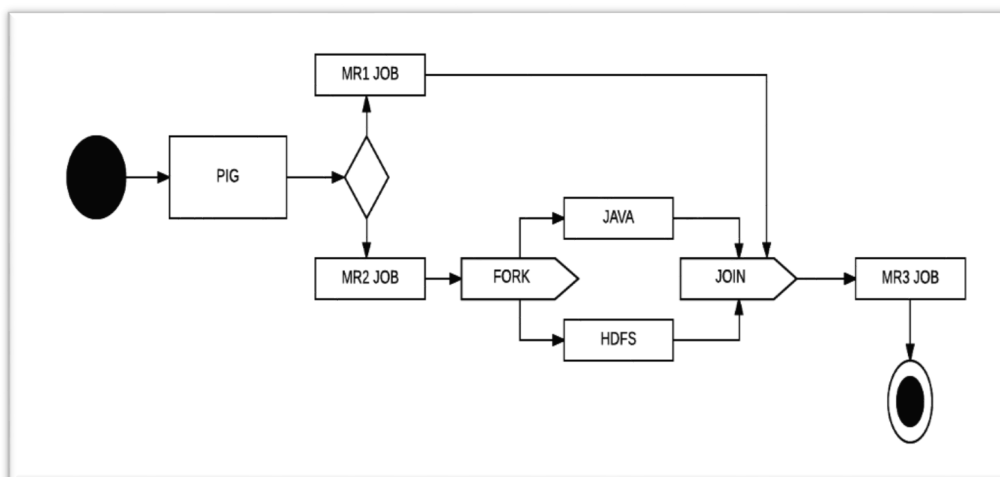 MR1 JOB
PIG
JAVA
MR2 JOB
FORK
JOIN
MR3 JOB
HDFS